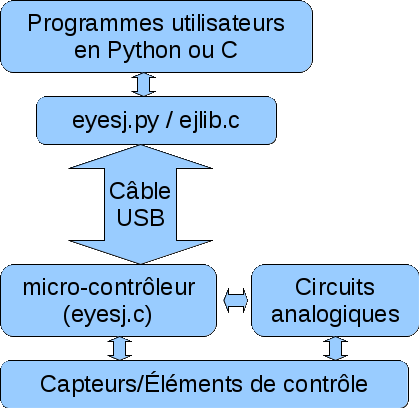 Programmes utilisateurs
en Python ou C
eyesj.py / ejlib.c
Câble
USB
micro-contrôleur
(eyesj.c)
Circuits
analogiques
Capteurs/Éléments de contrôle